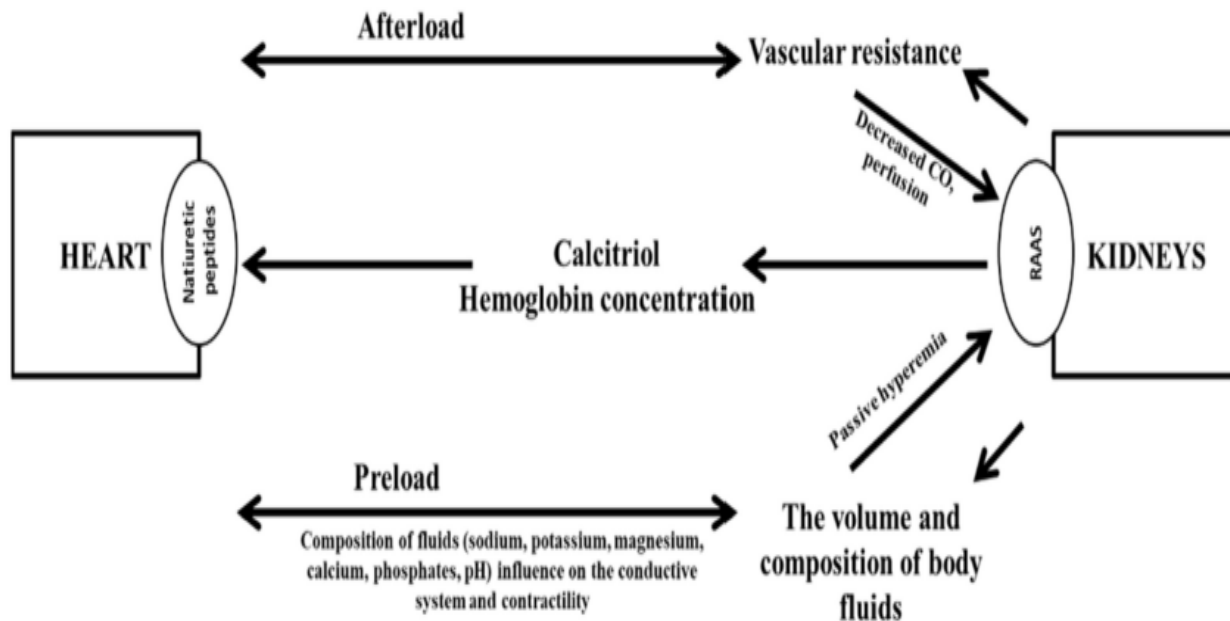 Afterload
Vascular resistance
Decreased CO,
perfusion
HEART
Natiuretic
peptides
Calcitriol
Hemoglobin concentration
RAAS
KIDNEYS
Passive hyperemia
Preload
Composition of fluids (sodium, potassium, magnesium,
calcium, phosphates, pH) influence on the conductive
system and contractility
The volume and
composition of body
fluids